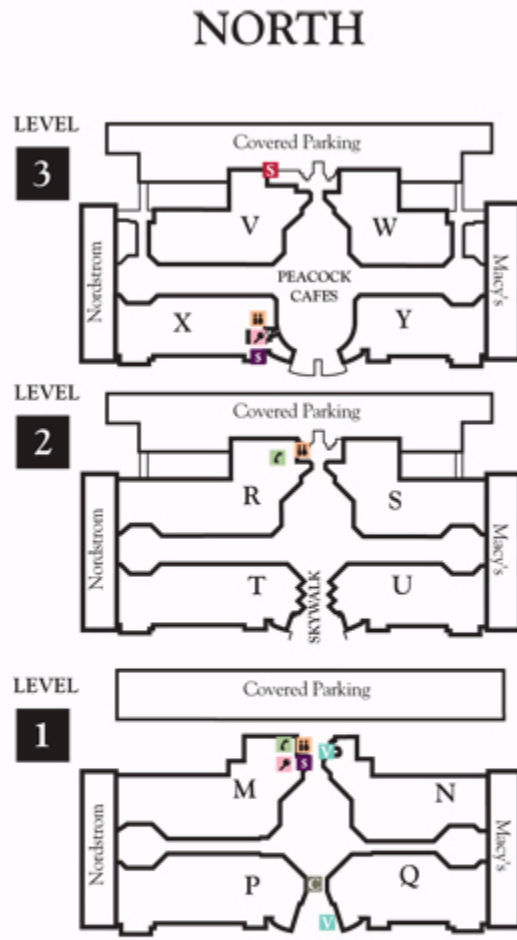 NORTH
LEVEL
3
Covered Parking
S
V
W
Nordstrom
Macy's
PEACOCK
CAFES
X
Y
$
LEVEL
2
Covered Parking
R
S
Nordstrom
Macy's
T
SKYWALK
U
LEVEL
1
Covered Parking
V
$
M
N
Nordstrom
Macy's
P
C
Q
V